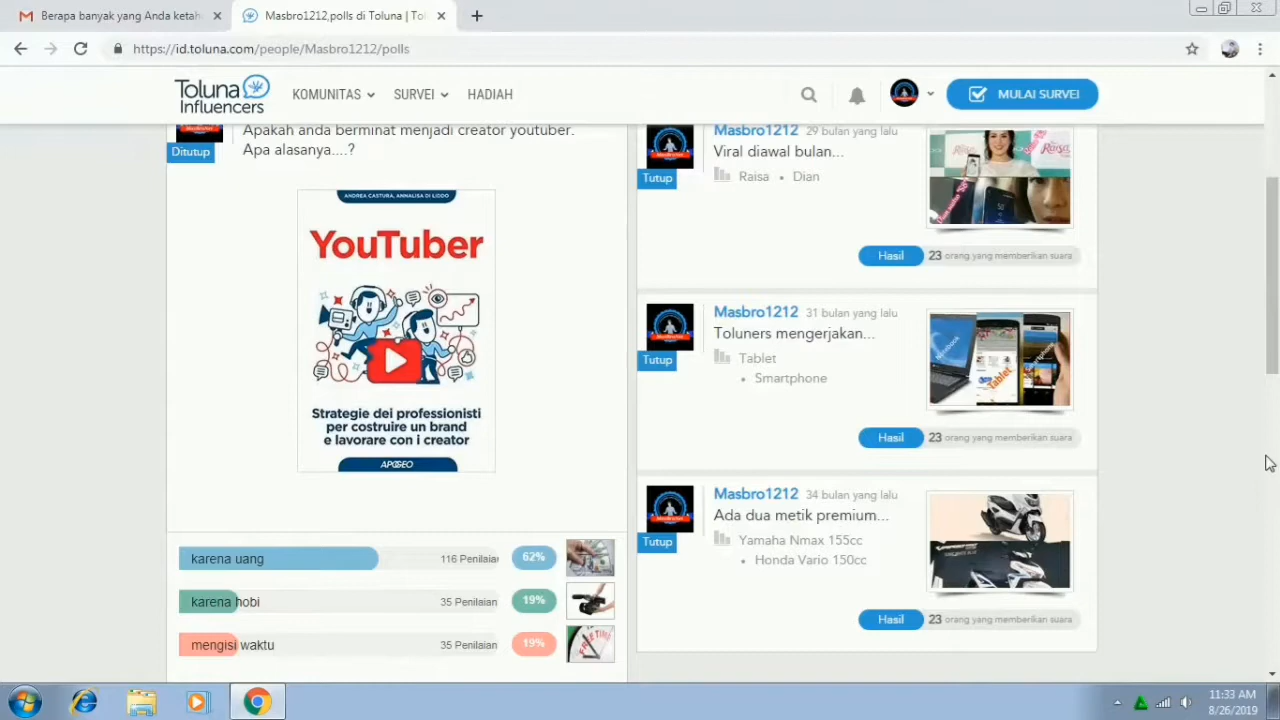 Berapa banyak yang Anda ketah
Masbro1212,polls di Toluna | Tol
https://id.toluna.com/people/Masbro1212/polls
Toluna
Influencers
KOMUNITAS
SURVEI
HADIAH
MULAI SURVEI
Ditutup
Apakah anda berminat menjadi creator youtuber.
Apa alasanya....?
ANDREA CASTURA, ANNALISA DI LIDDO
YouTuber
Strategie dei professionisti
per costruire un brand
e lavorare con i creator
APOGEO
karena uang 116 Penilaian 62%
karena hobi 35 Penilaian 19%
mengisi waktu 35 Penilaian 19%
FREE TIME
Masbro1212 29 bulan yang lalu
Viral diawal bulan...
Tutup
Raisa • Dian
Hasil 23 orang yang memberikan suara
Masbro1212 31 bulan yang lalu
Toluners mengerjakan...
Tutup
Tablet
• Smartphone
Notebook
Tablet
Smartphone
Hasil 23 orang yang memberikan suara
Masbro1212 34 bulan yang lalu
Ada dua metik premium...
Tutup
Yamaha Nmax 155cc
• Honda Vario 150cc
Hasil 23 orang yang memberikan suara
11:33 AM
8/26/2019